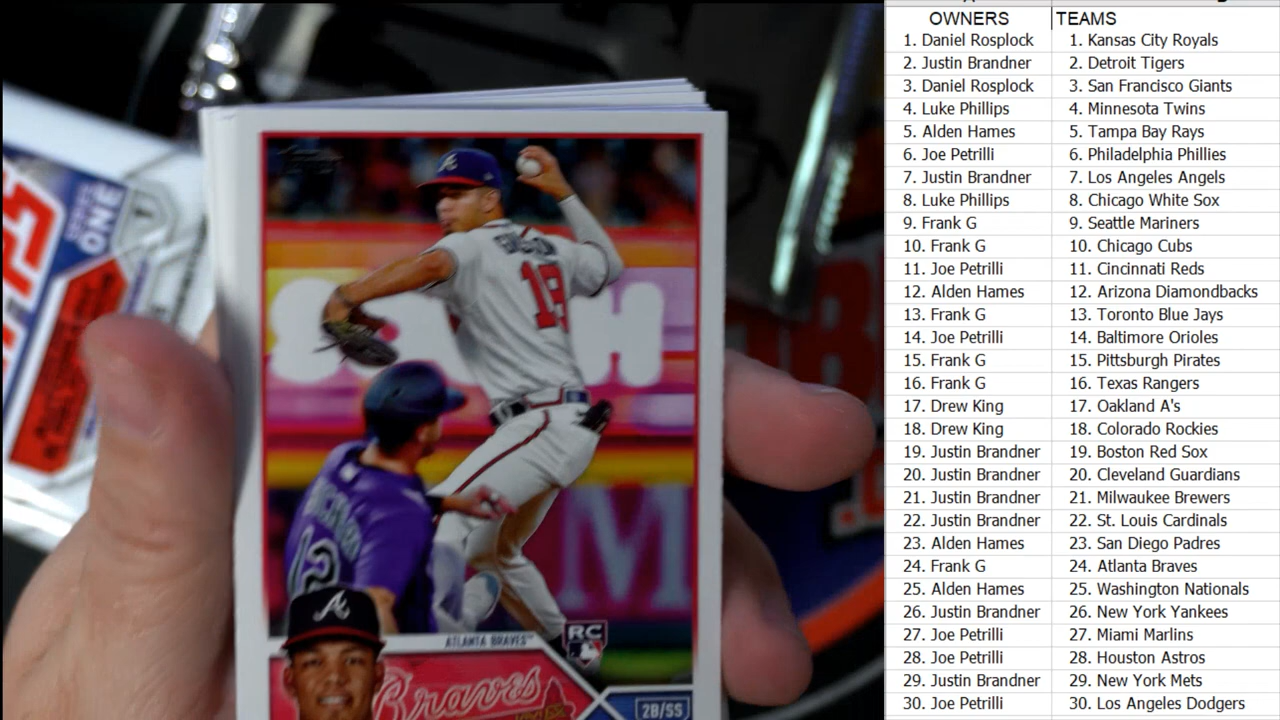 OWNERS TEAMS
1. Daniel Rosplock 1. Kansas City Royals
2. Justin Brandner 2. Detroit Tigers
3. Daniel Rosplock 3. San Francisco Giants
4. Luke Phillips 4. Minnesota Twins
5. Alden Hames 5. Tampa Bay Rays
6. Joe Petrilli 6. Philadelphia Phillies
7. Justin Brandner 7. Los Angeles Angels
8. Luke Phillips 8. Chicago White Sox
9. Frank G 9. Seattle Mariners
10. Frank G 10. Chicago Cubs
11. Joe Petrilli 11. Cincinnati Reds
12. Alden Hames 12. Arizona Diamondbacks
13. Frank G 13. Toronto Blue Jays
14. Joe Petrilli 14. Baltimore Orioles
15. Frank G 15. Pittsburgh Pirates
16. Frank G 16. Texas Rangers
17. Drew King 17. Oakland A's
18. Drew King 18. Colorado Rockies
19. Justin Brandner 19. Boston Red Sox
20. Justin Brandner 20. Cleveland Guardians
21. Justin Brandner 21. Milwaukee Brewers
22. Justin Brandner 22. St. Louis Cardinals
23. Alden Hames 23. San Diego Padres
24. Frank G 24. Atlanta Braves
25. Alden Hames 25. Washington Nationals
26. Justin Brandner 26. New York Yankees
27. Joe Petrilli 27. Miami Marlins
28. Joe Petrilli 28. Houston Astros
29. Justin Brandner 29. New York Mets
30. Joe Petrilli 30. Los Angeles Dodgers
ONE
19
M
A
ATLANTA BRAVES™
RC
Braves
2B/SS